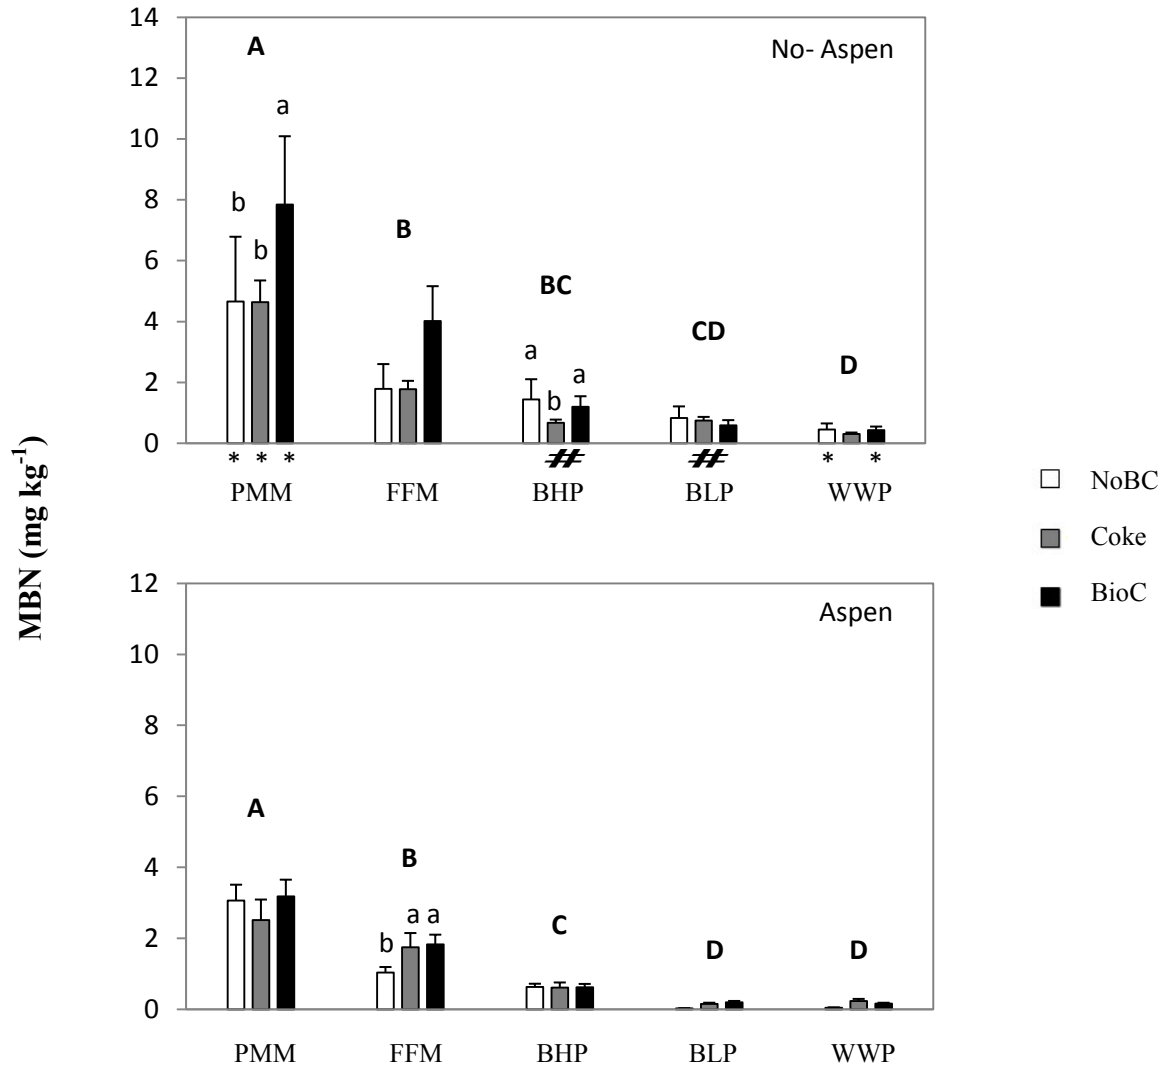 14
12
10
8
6
4
2
0
No- Aspen
A
a
b
b
B
BC
a
b
a
CD
D
* * *
##
##
* *
PMM FFM BHP BLP WWP
MBN (mg kg-1)
NoBC
Coke
BioC
12
10
8
6
4
2
0
Aspen
A
B
b a a
C
D
D
PMM FFM BHP BLP WWP